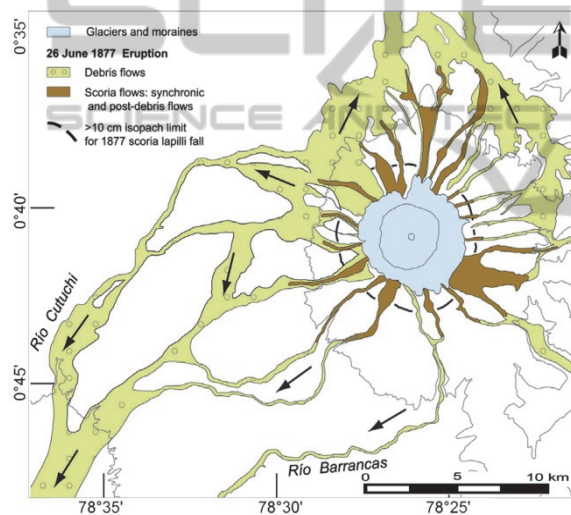 0°35'
Glaciers and moraines
26 June 1877 Eruption
Debris flows
Scoria flows: synchronic
and post-debris flows
>10 cm isopach limit
for 1877 scoria lapilli fall
0°40'
Río Cutuchi
0°45'
Río Barrancas
0 5 10 km
78°35' 78°30' 78°25'